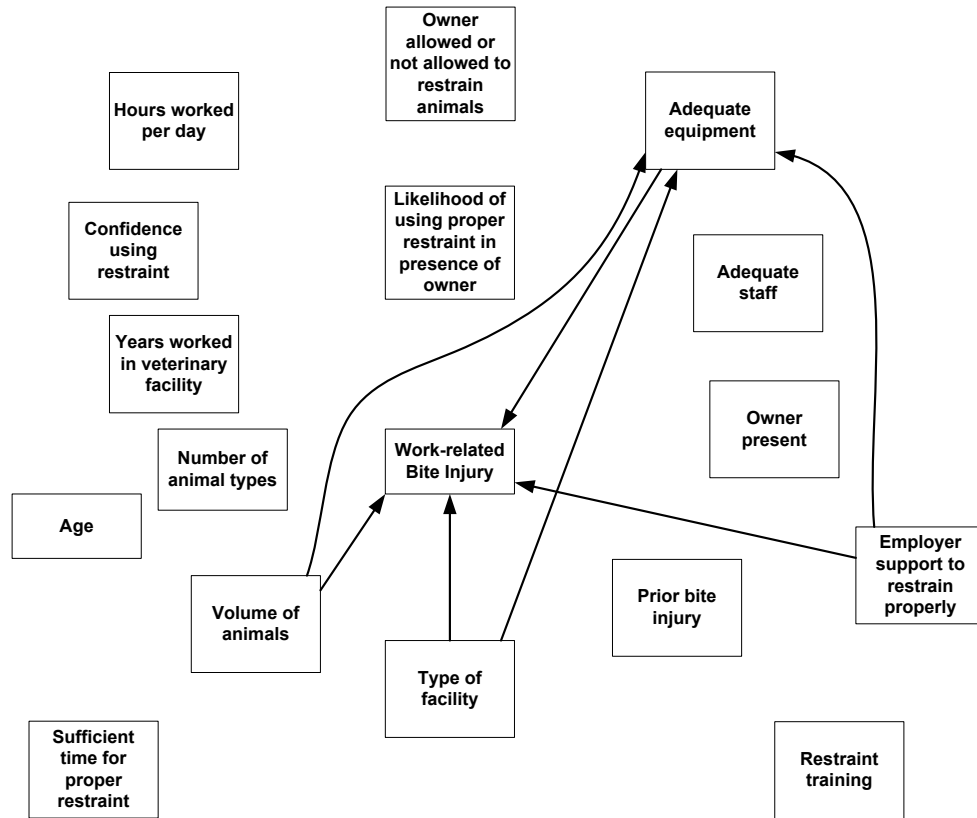 Owner
allowed or
not allowed to
restrain
animals
Hours worked
per day
Adequate
equipment
Likelihood of
using proper
restraint in
presence of
owner
Confidence
using
restraint
Adequate
staff
Years worked
in veterinary
facility
Owner
present
Number of
animal types
Work-related
Bite Injury
Age
Employer
support to
restrain
properly
Volume of
animals
Prior bite
injury
Type of
facility
Sufficient
time for
proper
restraint
Restraint
training